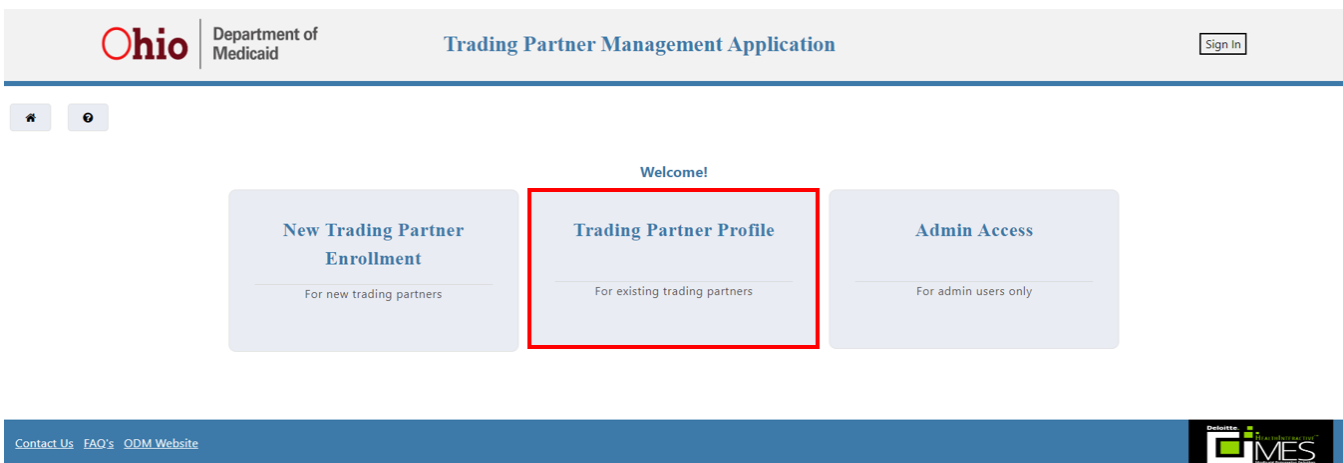 Ohio
Department of
Medicaid
Trading Partner Management Application
Sign In
Welcome!
New Trading Partner
Enrollment
For new trading partners
Trading Partner Profile
For existing trading partners
Admin Access
For admin users only
Contact Us FAQ's ODM Website
Deloitte.
HealthInteractive™
MES